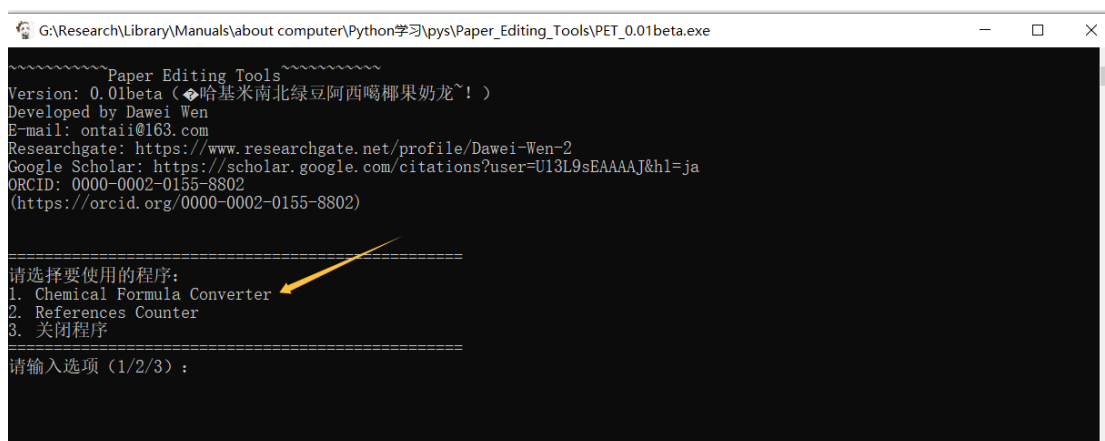 G:\Research\Library\Manuals\about computer\Python学习\pys\Paper_Editing_Tools\PET_0.01beta.exe
~~~~~~~~~~~Paper Editing Tools~~~~~~~~~~~
Version: 0.01beta（�哈基米南北绿豆阿西噶椰果奶龙~！）
Developed by Dawei Wen
E-mail: ontaii@163.com
Researchgate: https://www.researchgate.net/profile/Dawei-Wen-2
Google Scholar: https://scholar.google.com/citations?user=U13L9sEAAAAJ&hl=ja
ORCID: 0000-0002-0155-8802
(https://orcid.org/0000-0002-0155-8802)
==================================================
请选择要使用的程序：
1. Chemical Formula Converter
2. References Counter
3. 关闭程序
==================================================
请输入选项（1/2/3）：